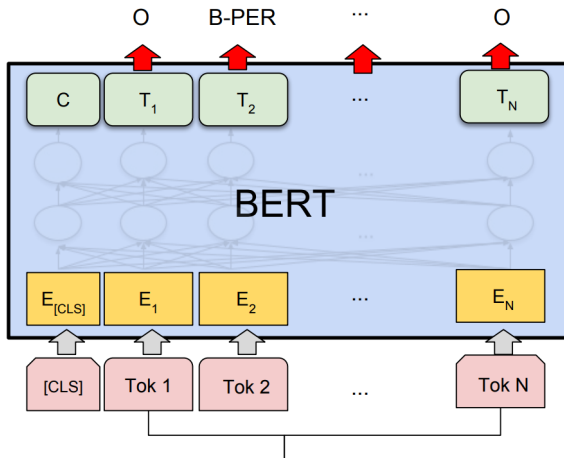 O B-PER ... O
C T1 T2 ... TN
...
BERT
...
E[CLS] E1 E2 ... EN
[CLS] Tok 1 Tok 2 ... Tok N